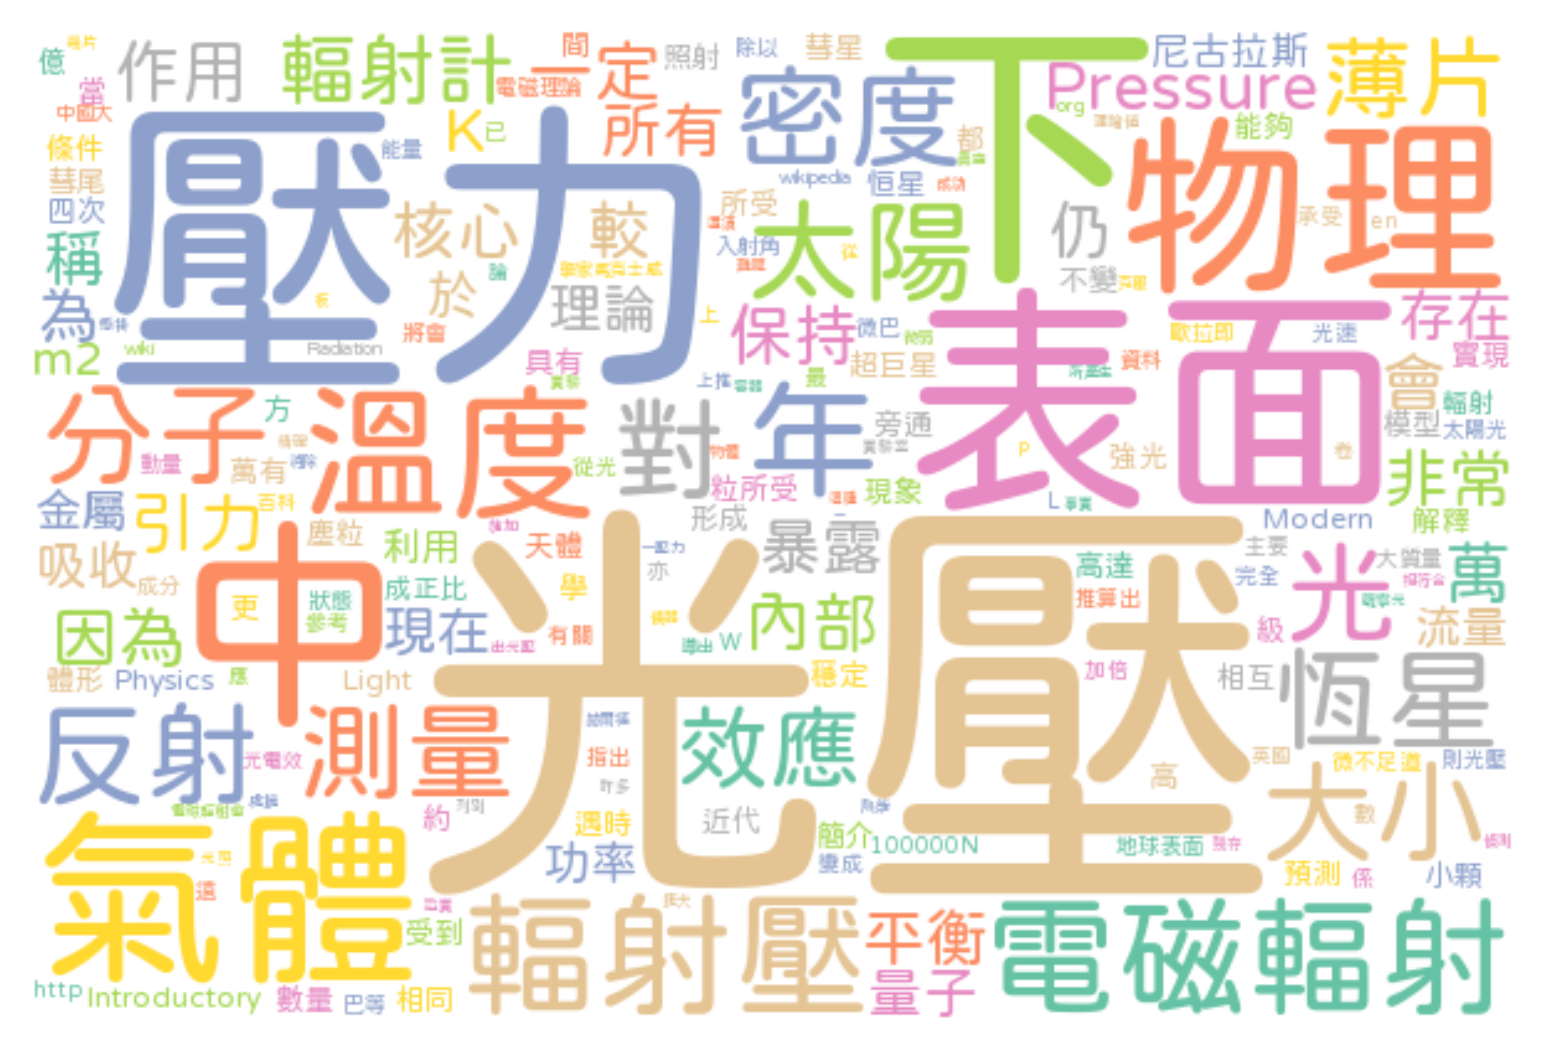 億
作用
輻射計
間
一定
照射
除以
彗星
下
尼古拉斯
薄片
當
電磁理論
Pressure
org
中國大
壓力
K
已
所有
密度
都
能夠
物理
條件
能量
彗尾
wikipedia
恒星
成功
四次
核心
較
所受
太陽
仍
承受
en
稱
入射角
從
不變
於
理論
為
將會
上
保持
微巴
表面
歐拉即
光速
存在
m2
wiki
Radiation
具有
超巨星
資料
實現
上推
最
會
輻射
分子
溫度
方
對
年
旁通
模型
太陽光
動量
萬有
從光
粒所受
現象
P
強光
非常
金屬
引力
百科
形成
L
事實
Modern
解釋
塵粒
利用
天體
光壓
暴露
主要
吸收
成分
中
成正比
亦
學
高達
完全
光
大質量
萬
更
狀態
參考
推算出
因為
現在
有關
導出
W
內部
級
流量
體形
Physics
應
Light
穩定
加倍
相互
恆星
反射
光電效
測量
指出
效應
高
英國
微不足道
則光壓
許多
約
遇時
近代
簡介
大小
數
氣體
遠
功率
變成
100000N
地球表面
預測
係
小顆
受到
輻射壓
平衡
電磁輻射
http
Introductory
數量
巴等
相同
量子